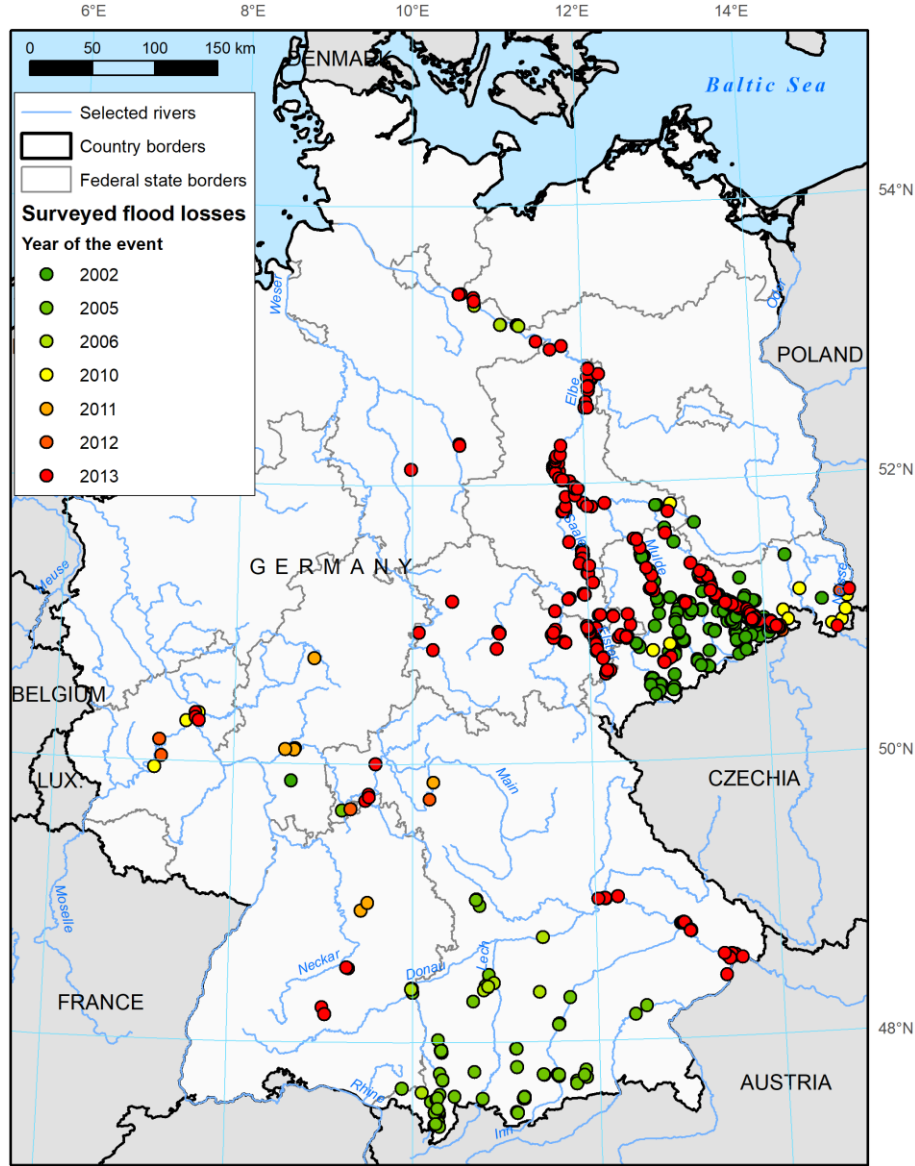 8°E 10°E 12°E 14°E
0 50 100 150 km
DENMARK
Baltic Sea
Selected rivers
Country borders
Federal state borders
Surveyed flood losses
Year of the event
2002
2005
2006
2010
2011
2012
2013
54°N
Weser
Oder
POLAND
Elbe
52°N
Saale
Mulde
GERMANY
Meuse
Neisse
Elster
BELGIUM
50°N
LUX.
Main
CZECHIA
Moselle
Lech
Neckar
Donau
FRANCE
48°N
Rhine
AUSTRIA
Inn